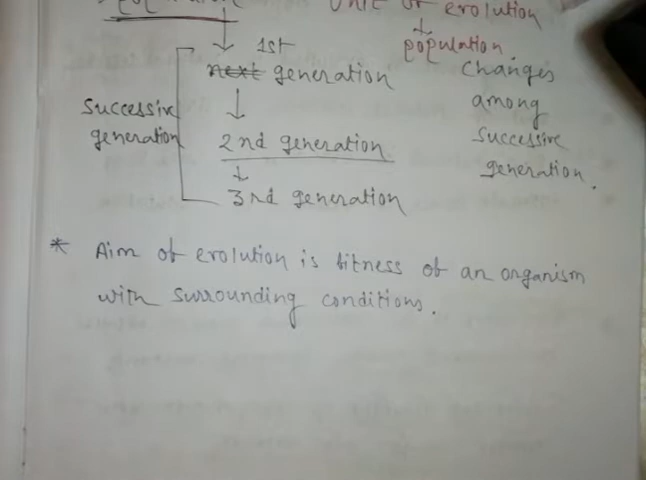 Unit of evolution
↓ ↓
1st population.
next generation Changes
↓ among
Successive generation 2nd generation Successive
↓ generation.
3rd generation
* Aim of evolution is fitness of an organism
with surrounding conditions.